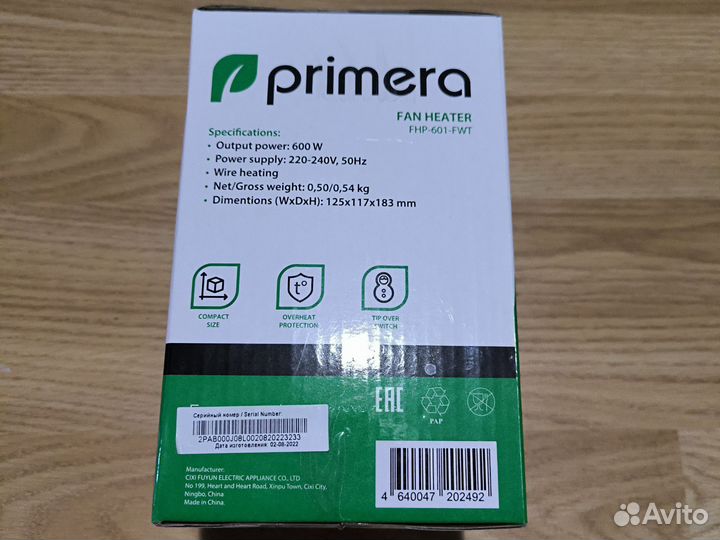 primera
FAN HEATER
FHP-601-FWT
Specifications:
• Output power: 600 W
• Power supply: 220-240V, 50Hz
• Wire heating
• Net/Gross weight: 0,50/0,54 kg
• Dimentions (WxDxH): 125x117x183 mm
COMPACT
SIZE
OVERHEAT
PROTECTION
TIP OVER
SWITCH
Серийный номер / Serial Number:
2PAB000J08L0020820223233
Дата изготовления: 02-08-2022
EAC
PAP
Manufacturer:
CIXI FUYUN ELECTRIC APPLIANCE CO., LTD
No 199, Heart and Heart Road, Xinpu Town, Cixi City,
Ningbo, China
Made in China.
4 640047 202492
Avito